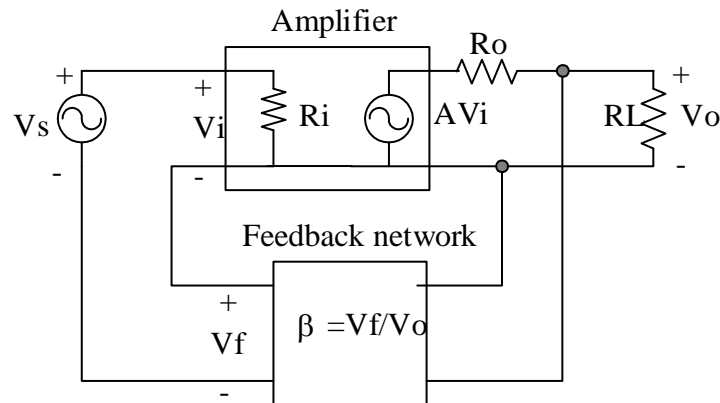 Amplifier
Ro
+
+
+
Vs
Vi
Ri
AVi
RL
Vo
-
-
-
Feedback network
+
Vf
β =Vf/Vo
-